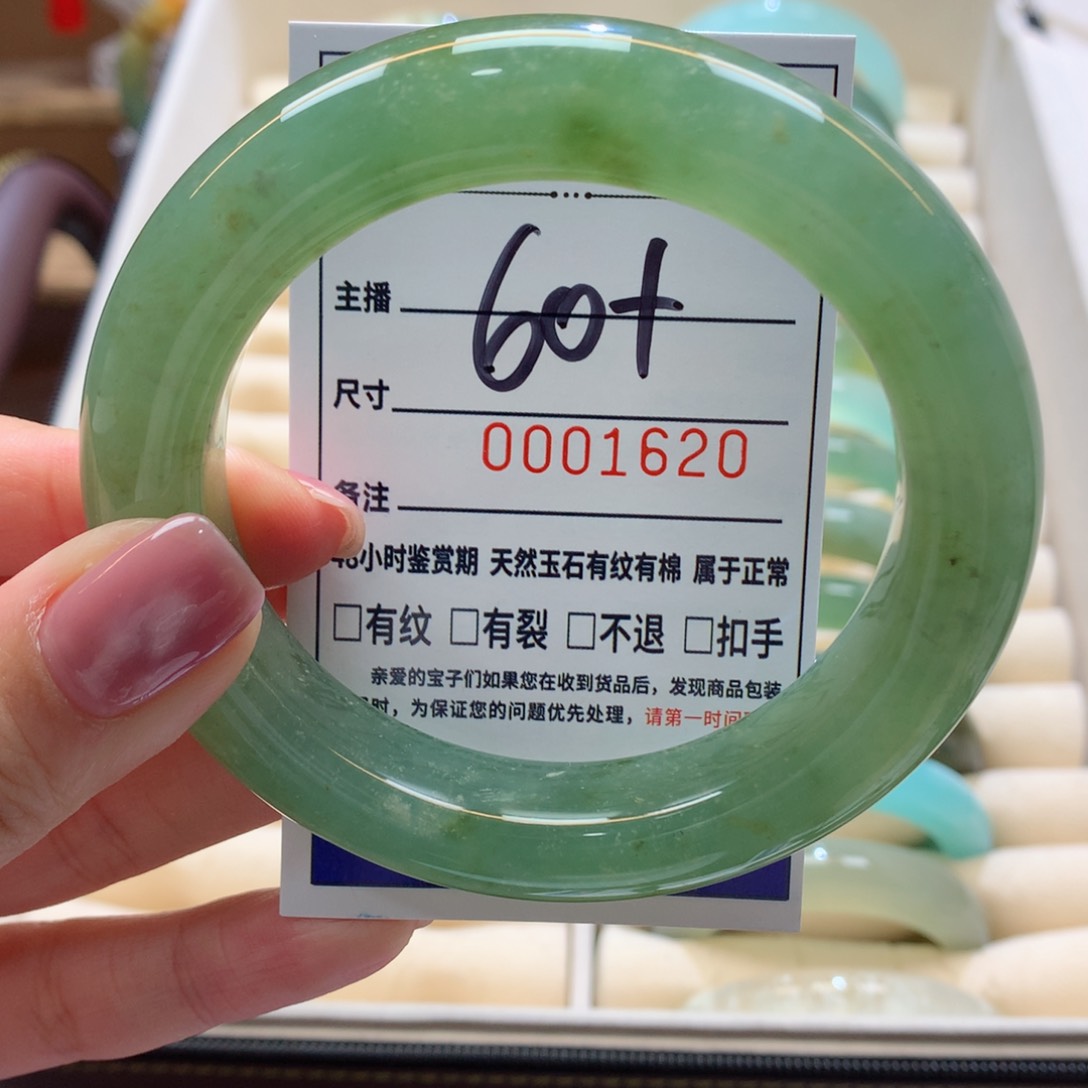 60+
主播
尺寸
0001620
备注
小时鉴赏期 天然玉石有纹有棉 属于正常
□有纹 □有裂 □不退 □扣手
亲爱的宝子们如果您在收到货品后，发现商品包装
时，为保证您的问题优先处理，请第一时间